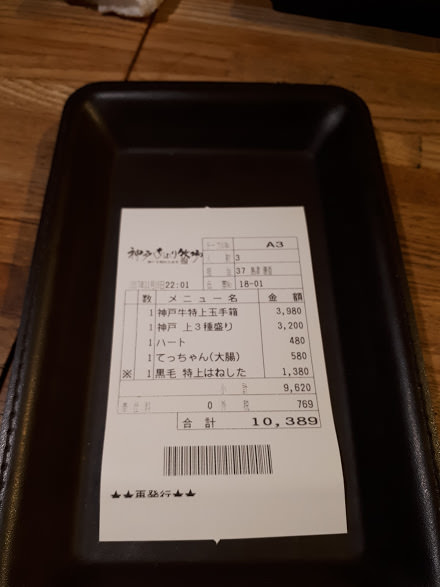 A3
3
37
22:01 18-01
数 メニュー名 金額
1 神戸牛特上玉手箱 3,980
1 神戸 上3種盛り 3,200
1 ハート 480
1 てっちゃん(大腸) 580
※ 1 黒毛 特上はねした 1,380
9,620
0 769
合計 10,389
★★再発行★★